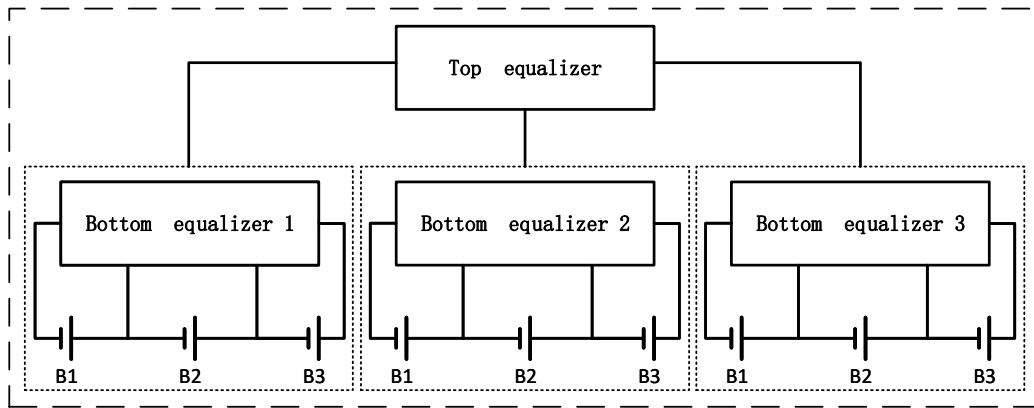 Top equalizer
Bottom equalizer 1
Bottom equalizer 2
Bottom equalizer 3
B1 B2 B3 B1 B2 B3 B1 B2 B3